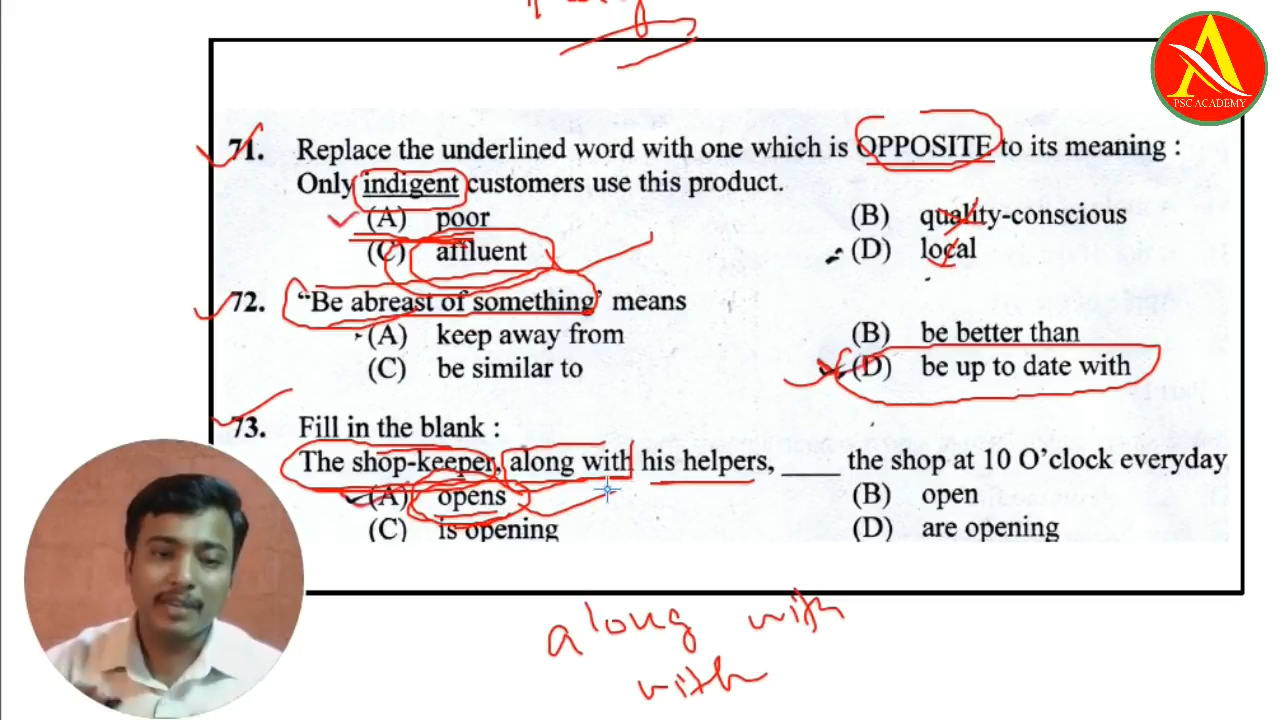 PSC ACADEMY
71. Replace the underlined word with one which is OPPOSITE to its meaning :
Only indigent customers use this product.
(A) poor (B) quality-conscious
(C) affluent (D) local
72. "Be abreast of something' means
(A) keep away from (B) be better than
(C) be similar to (D) be up to date with
73. Fill in the blank :
The shop-keeper, along with his helpers, ____ the shop at 10 O'clock everyday
(A) opens (B) open
(C) is opening (D) are opening
along with
with